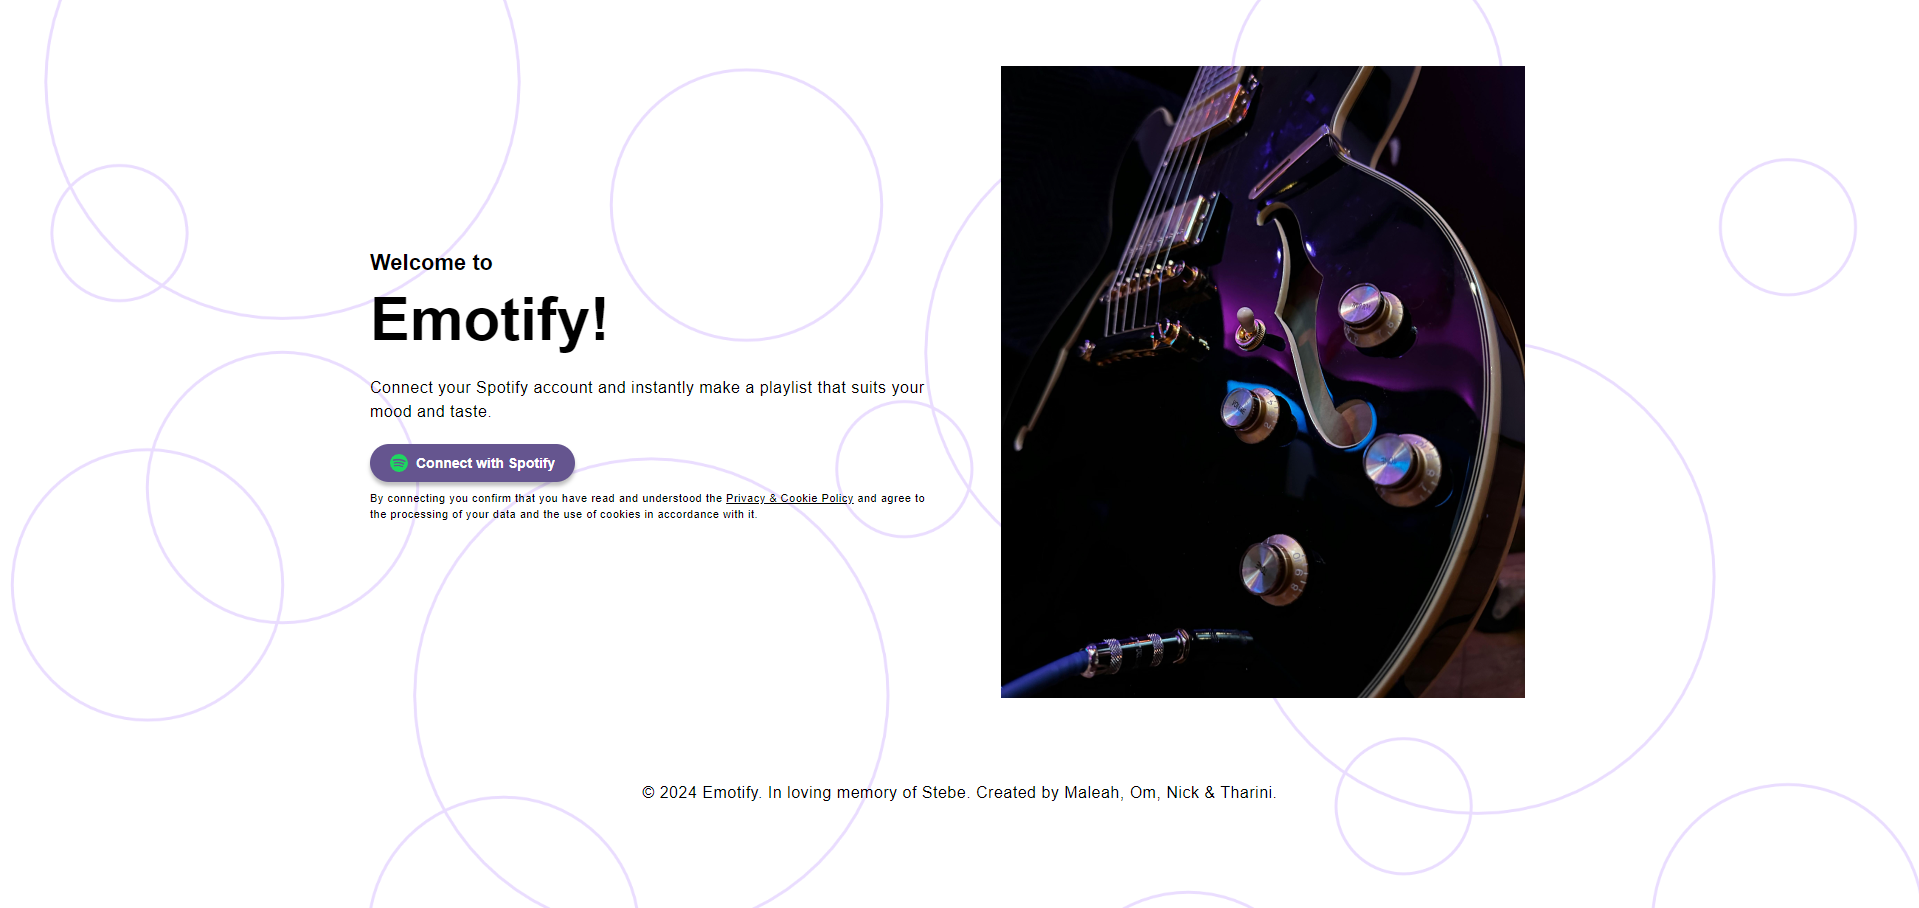 Welcome to
Emotify!
Connect your Spotify account and instantly make a playlist that suits your
mood and taste.
Connect with Spotify
By connecting you confirm that you have read and understood the Privacy & Cookie Policy and agree to
the processing of your data and the use of cookies in accordance with it.
© 2024 Emotify. In loving memory of Stebe. Created by Maleah, Om, Nick & Tharini.